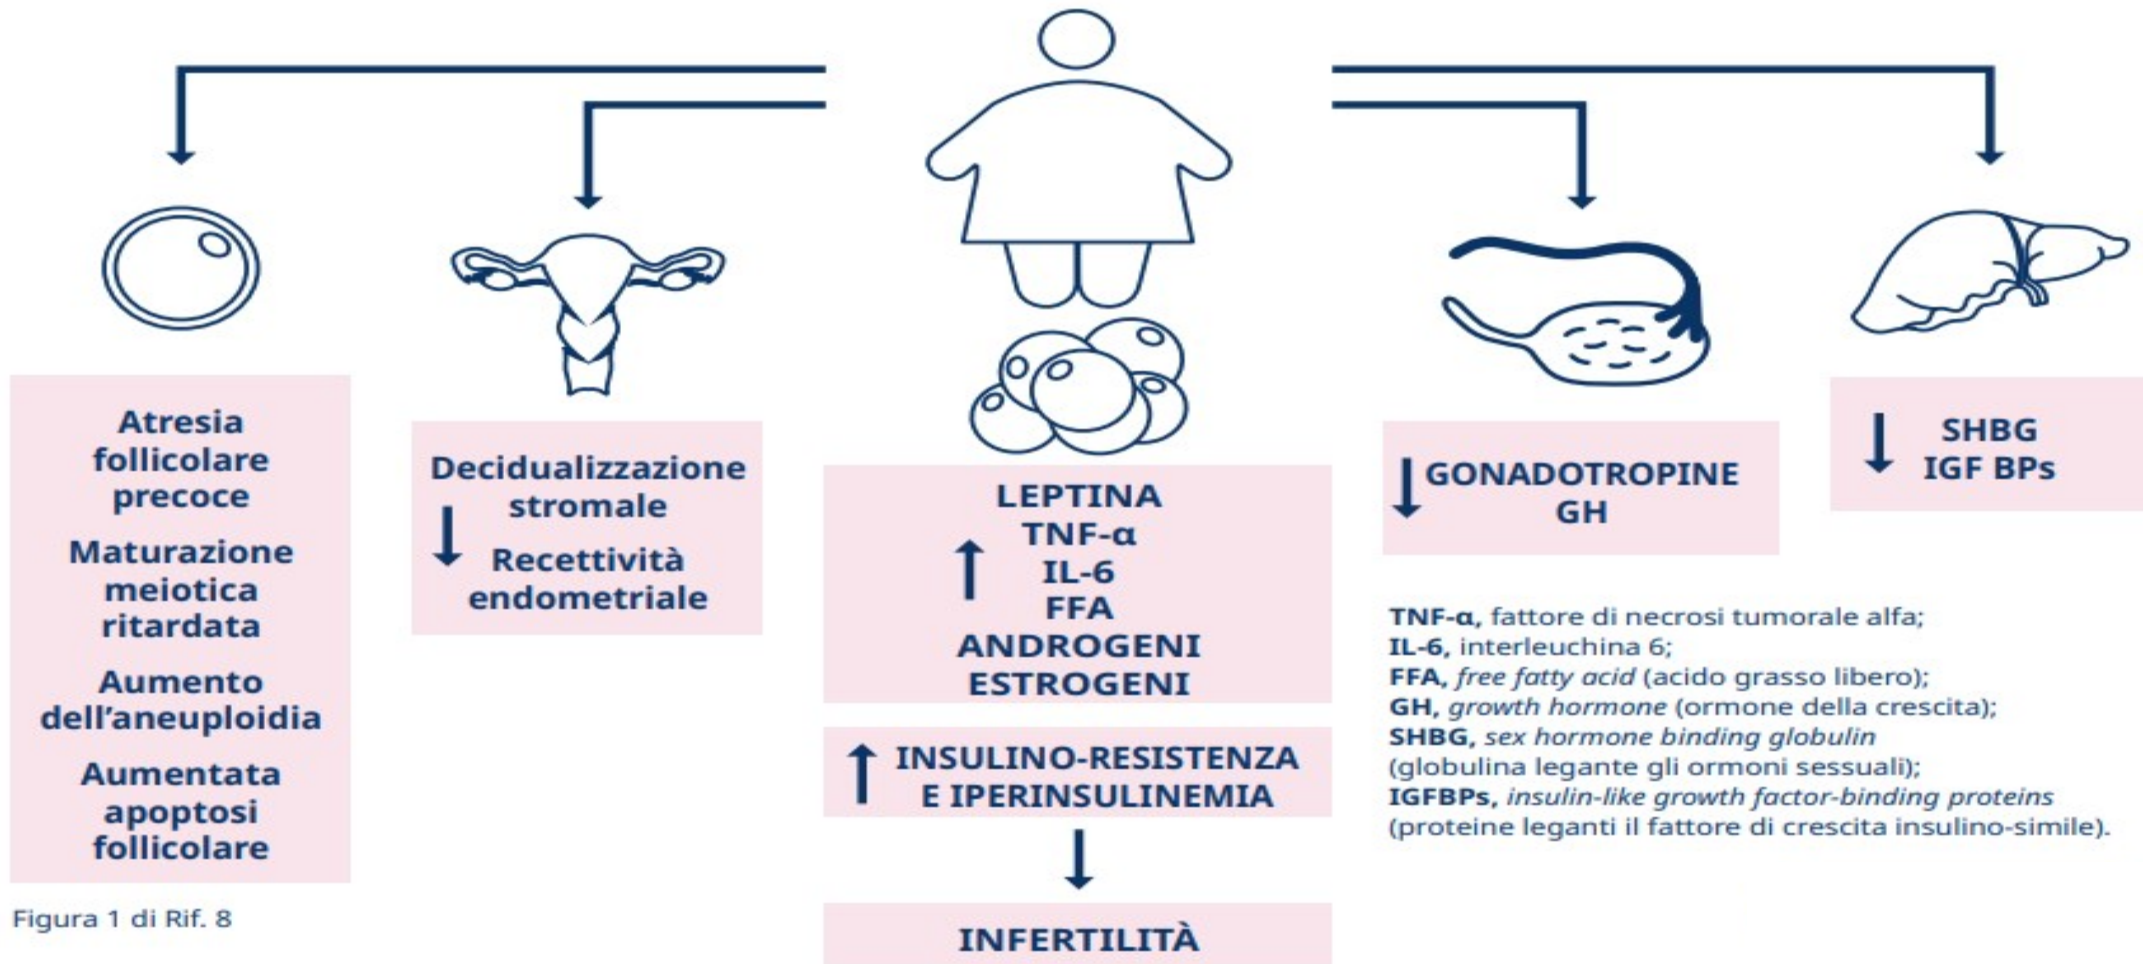 Atresia
follicolare
precoce
Maturazione
meiotica
ritardata
Aumento
dell’aneuploidia
Aumentata
apoptosi
follicolare
Decidualizzazione
stromale
Recettività
endometriale
LEPTINA
TNF-α
IL-6
FFA
ANDROGENI
ESTROGENI
INSULINO-RESISTENZA
E IPERINSULINEMIA
INFERTILITÀ
GONADOTROPINE
GH
SHBG
IGF BPs
TNF-α, fattore di necrosi tumorale alfa;
IL-6, interleuchina 6;
FFA, free fatty acid (acido grasso libero);
GH, growth hormone (ormone della crescita);
SHBG, sex hormone binding globulin
(globulina legante gli ormoni sessuali);
IGFBPs, insulin-like growth factor-binding proteins
(proteine leganti il fattore di crescita insulino-simile).
Figura 1 di Rif. 8